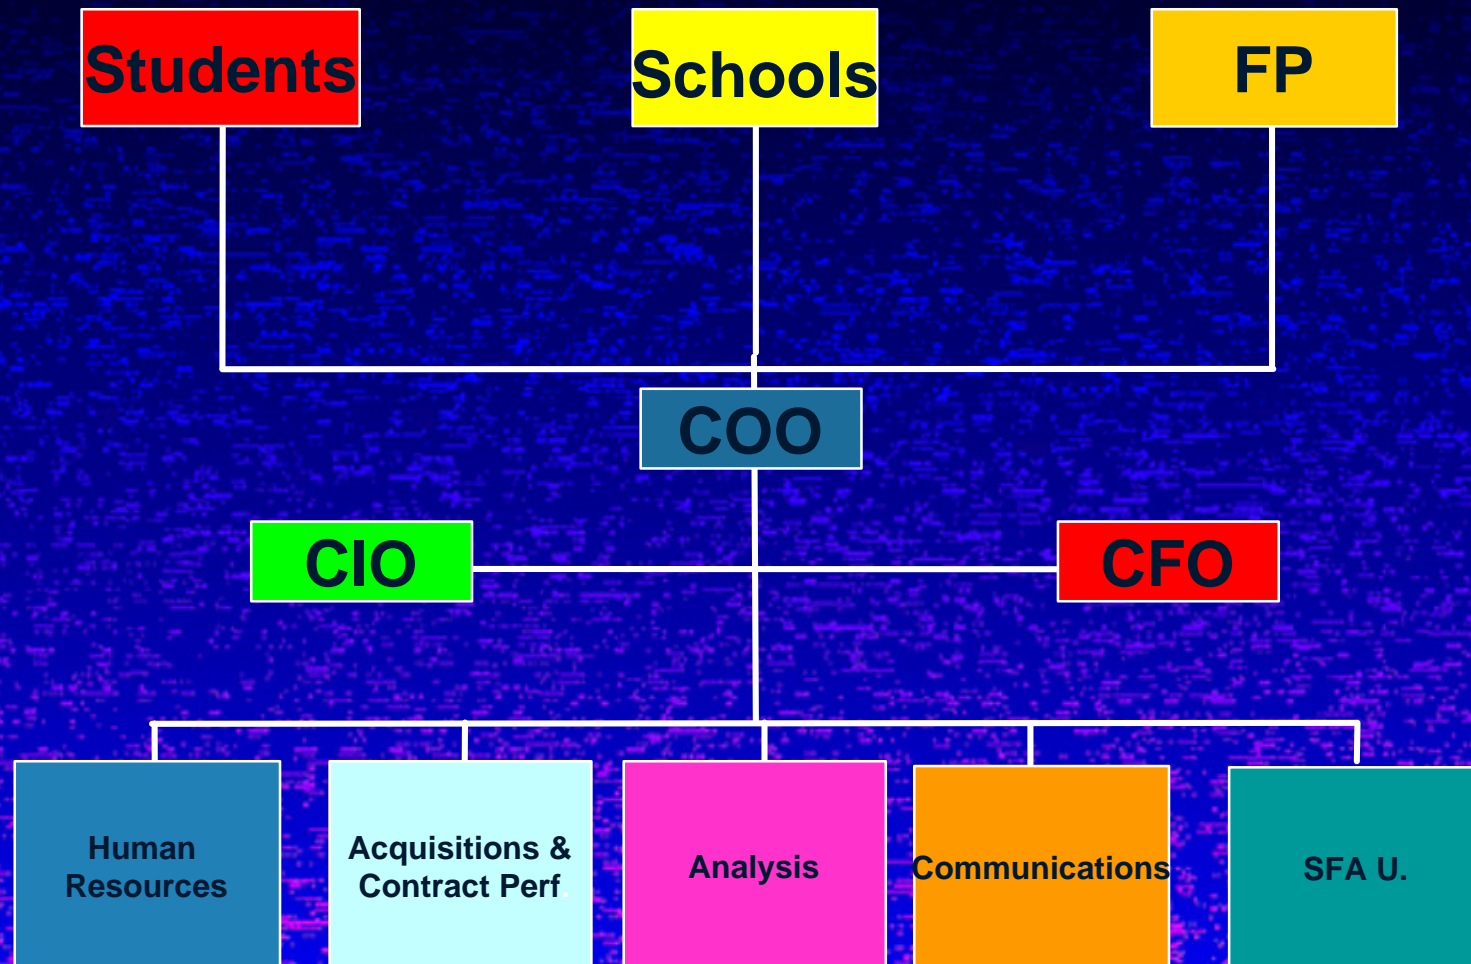 Students
Schools
FP
COO
CIO
CFO
Human
Resources
Acquisitions &
Contract Perf.
Analysis
Communications
SFA U.